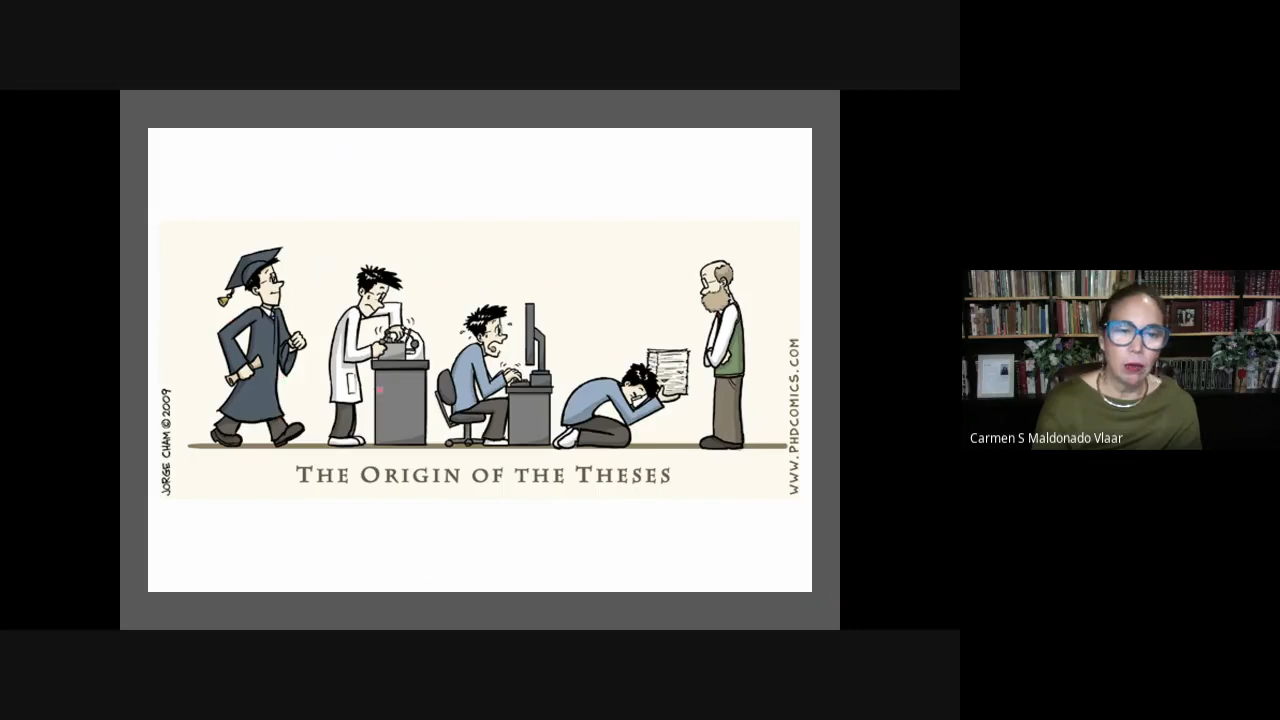 JORGE CHAM © 2009
THE ORIGIN OF THE THESES
WWW.PHDCOMICS.COM
Carmen S Maldonado Vlaar